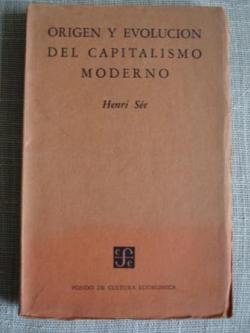 ORIGEN Y EVOLUCION
DEL CAPITALISMO
MODERNO
Henri Sée
FONDO DE CULTURA ECONOMICA